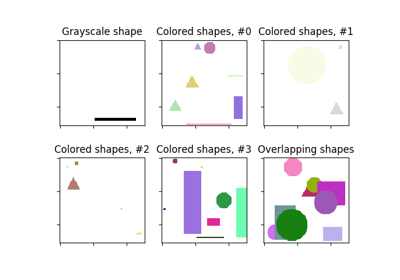 Grayscale shape
Colored shapes, #0
Colored shapes, #1
Colored shapes, #2
Colored shapes, #3
Overlapping shapes